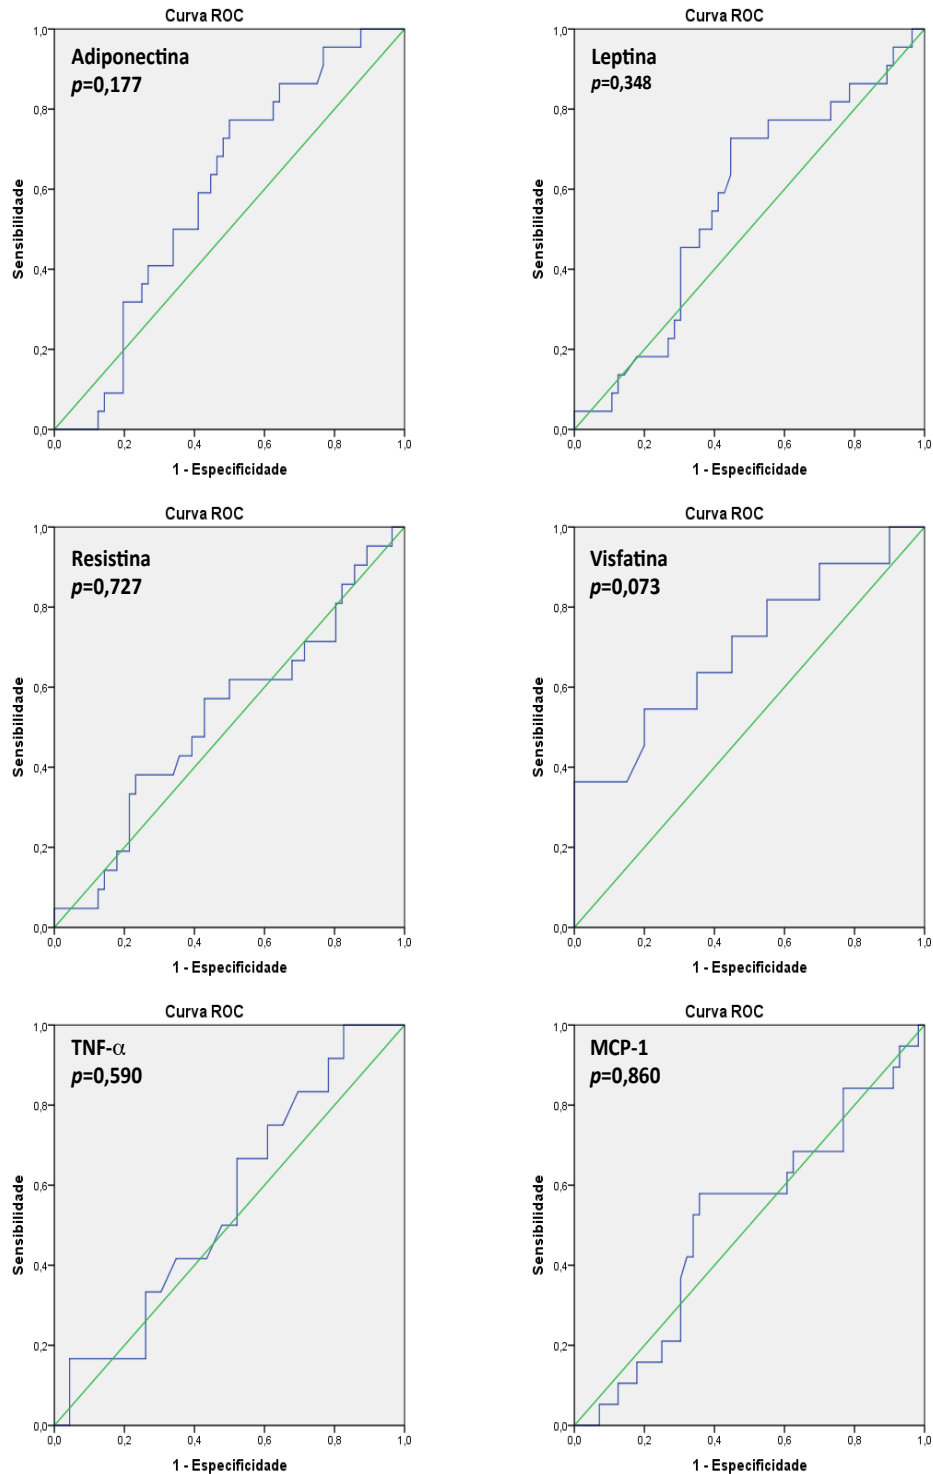 Curva ROC
Adiponectina
p=0,177
Sensibilidade
1,0
0,8
0,6
0,4
0,2
0,0
0,0 0,2 0,4 0,6 0,8 1,0
1 - Especificidade
Curva ROC
Leptina
p=0,348
Sensibilidade
1,0
0,8
0,6
0,4
0,2
0,0
0,0 0,2 0,4 0,6 0,8 1,0
1 - Especificidade
Curva ROC
Resistina
p=0,727
Sensibilidade
1,0
0,8
0,6
0,4
0,2
0,0
0,0 0,2 0,4 0,6 0,8 1,0
1 - Especificidade
Curva ROC
Visfatina
p=0,073
Sensibilidade
1,0
0,8
0,6
0,4
0,2
0,0
0,0 0,2 0,4 0,6 0,8 1,0
1 - Especificidade
Curva ROC
TNF-α
p=0,590
Sensibilidade
1,0
0,8
0,6
0,4
0,2
0,0
0,0 0,2 0,4 0,6 0,8 1,0
1 - Especificidade
Curva ROC
MCP-1
p=0,860
Sensibilidade
1,0
0,8
0,6
0,4
0,2
0,0
0,0 0,2 0,4 0,6 0,8 1,0
1 - Especificidade